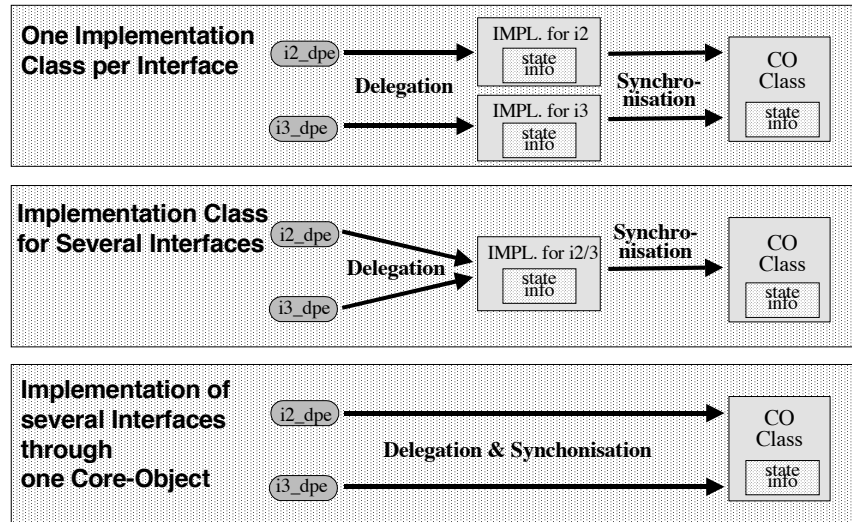 One Implementation
Class per Interface
i2_dpe
i3_dpe
Delegation
IMPL. for i2
state
info
IMPL. for i3
state
info
Synchro-
nisation
CO
Class
state
info
Implementation Class
for Several Interfaces
i2_dpe
i3_dpe
Delegation
IMPL. for i2/3
state
info
Synchro-
nisation
CO
Class
state
info
Implementation of
several Interfaces
through
one Core-Object
i2_dpe
i3_dpe
Delegation & Synchonisation
CO
Class
state
info